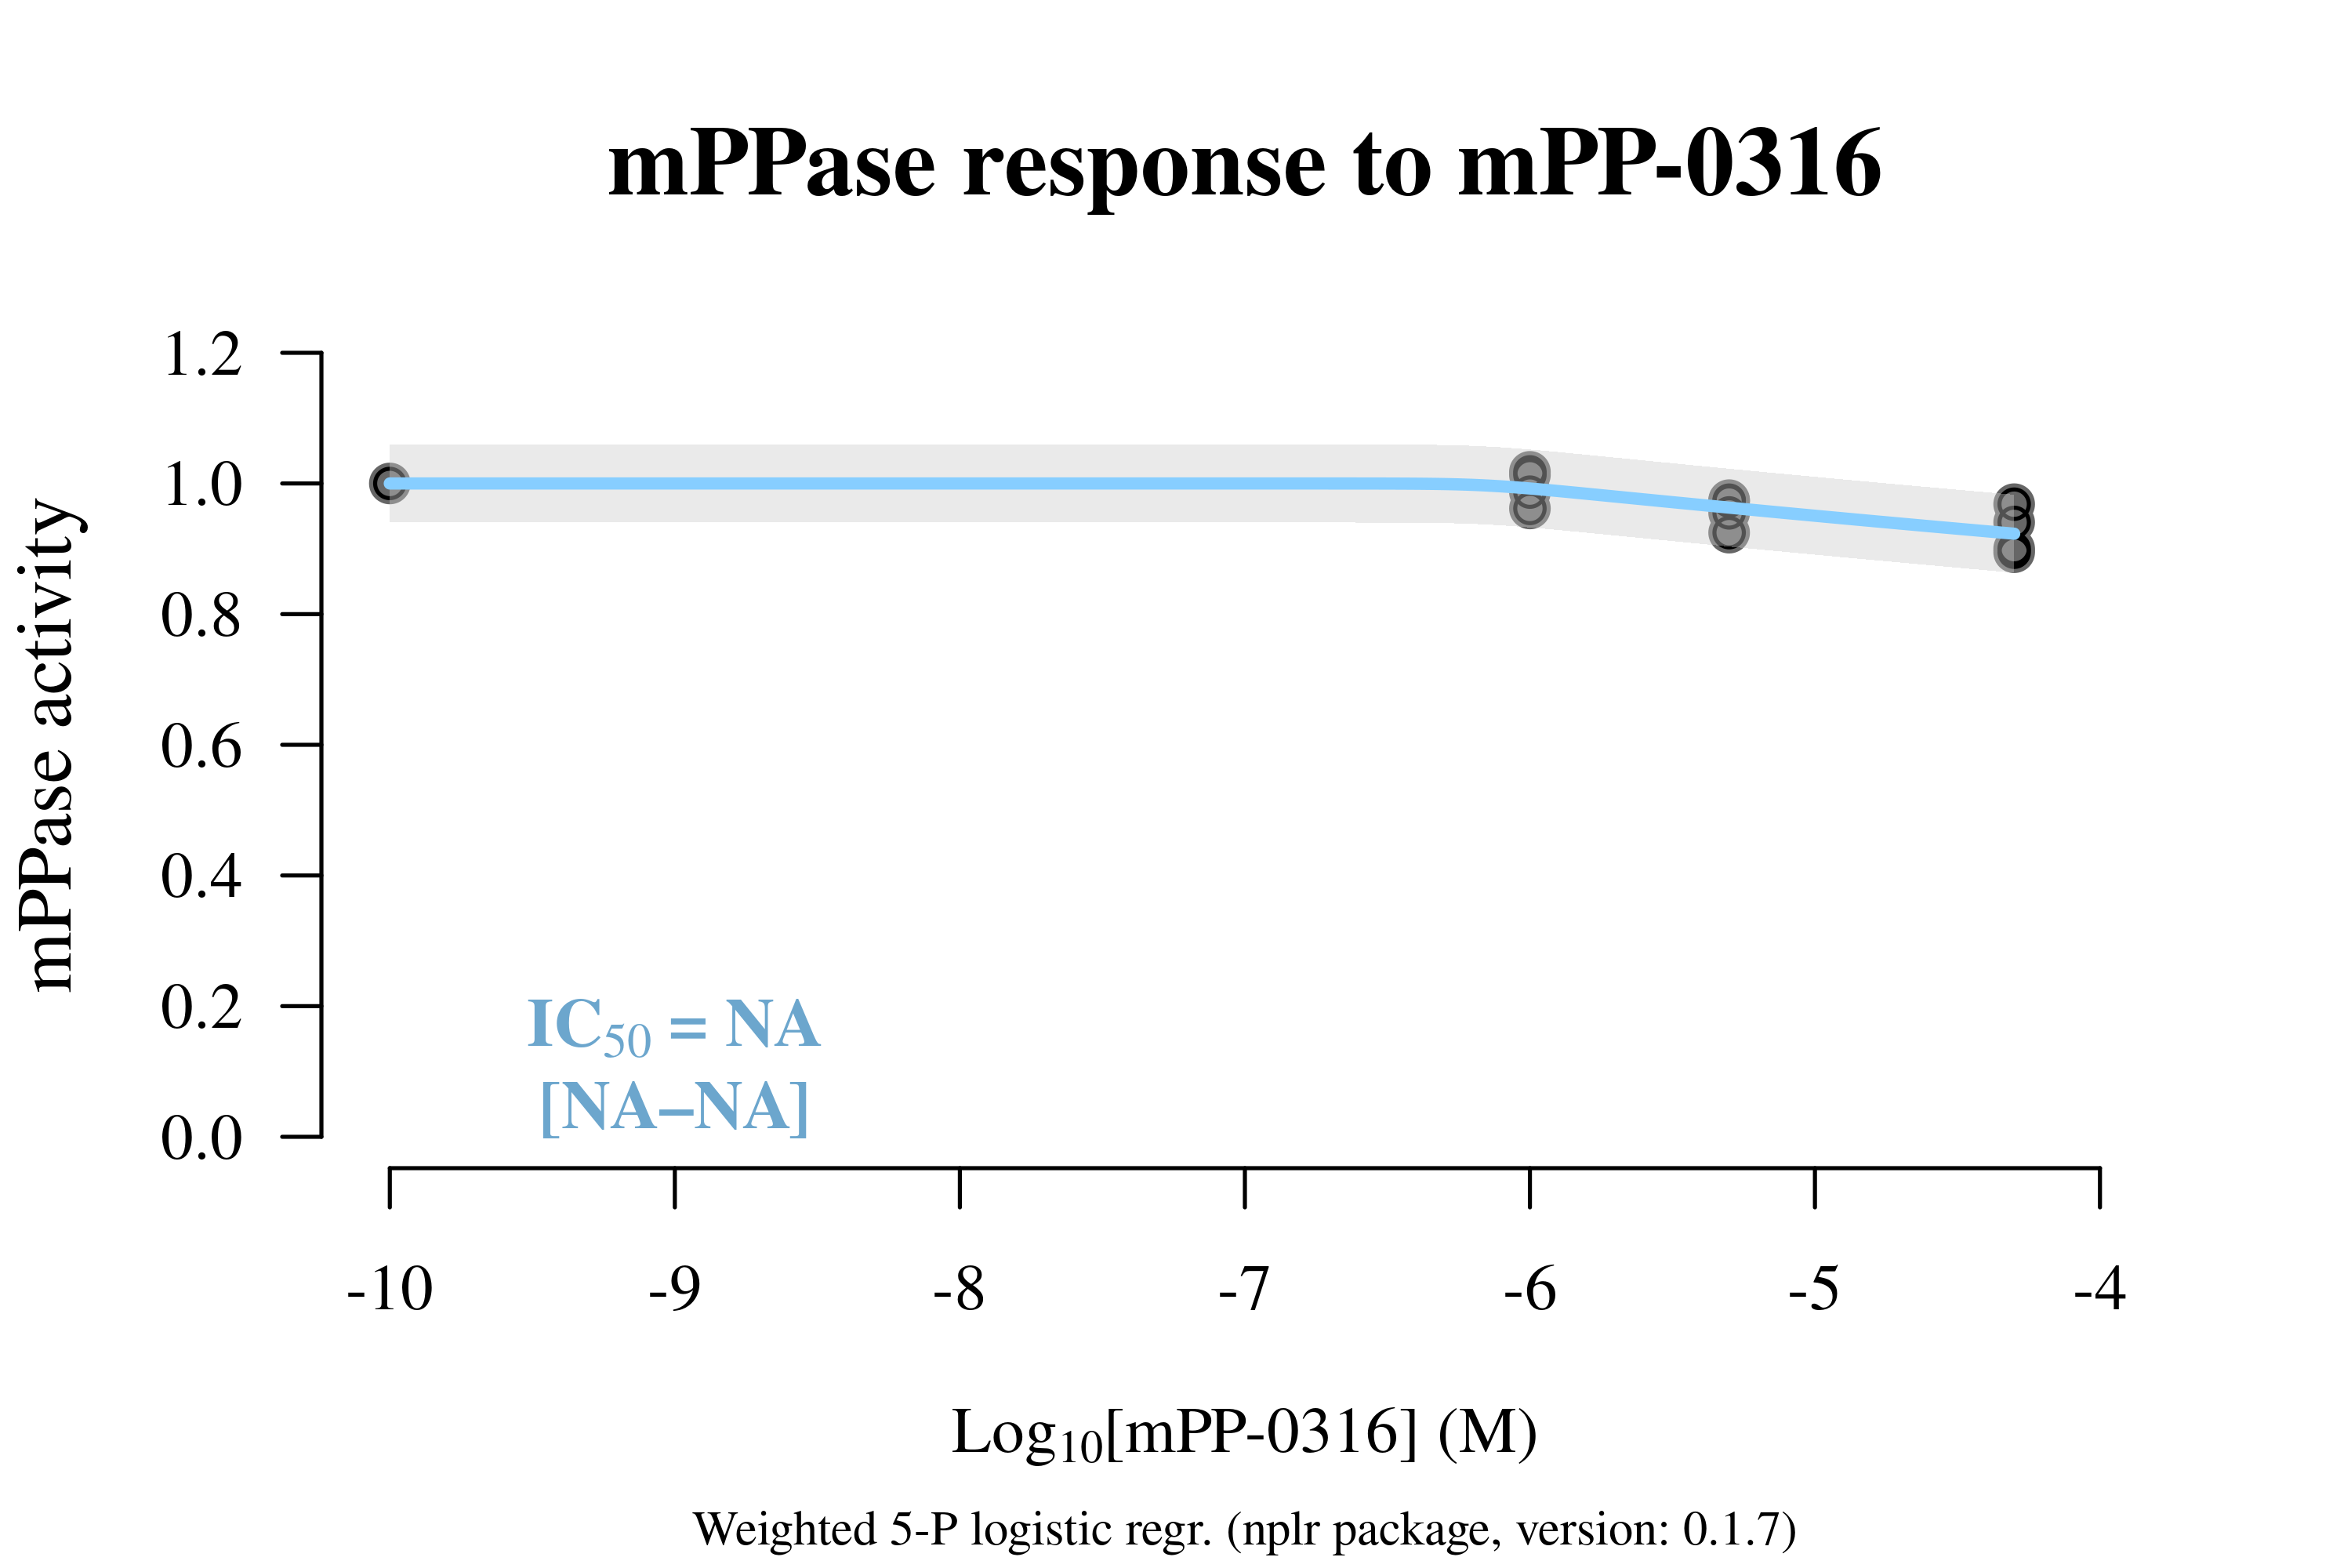 mPPase response to mPP-0316
mPPase activity
1.2
1.0
0.8
0.6
0.4
0.2
0.0
IC50 = NA
[NA–NA]
-10 -9 -8 -7 -6 -5 -4
Log10[mPP-0316] (M)
Weighted 5-P logistic regr. (nplr package, version: 0.1.7)